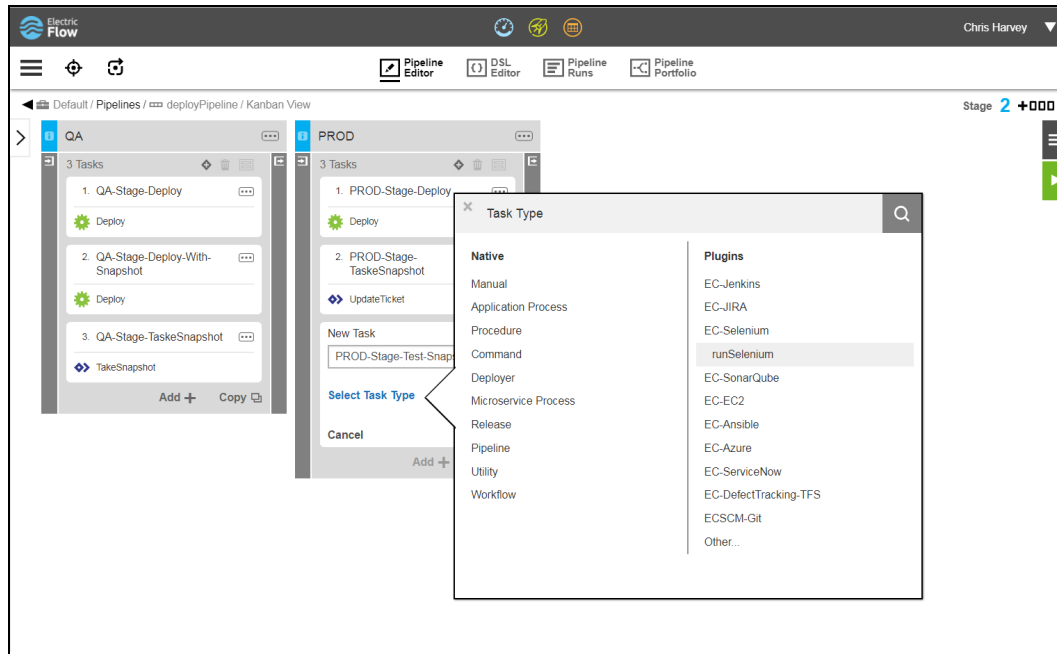 Electric
Flow
Chris Harvey
Pipeline
Editor
DSL
Editor
Pipeline
Runs
Pipeline
Portfolio
Default / Pipelines / deployPipeline / Kanban View
Stage 2
QA
3 Tasks
1. QA-Stage-Deploy
Deploy
2. QA-Stage-Deploy-With-
Snapshot
Deploy
3. QA-Stage-TaskeSnapshot
TakeSnapshot
Add
Copy
PROD
3 Tasks
1. PROD-Stage-Deploy
Deploy
2. PROD-Stage-
TaskeSnapshot
UpdateTicket
New Task
PROD-Stage-Test-Snaps
Select Task Type
Cancel
Add
Task Type
Native
Manual
Application Process
Procedure
Command
Deployer
Microservice Process
Release
Pipeline
Utility
Workflow
Plugins
EC-Jenkins
EC-JIRA
EC-Selenium
runSelenium
EC-SonarQube
EC-EC2
EC-Ansible
EC-Azure
EC-ServiceNow
EC-DefectTracking-TFS
ECSCM-Git
Other...